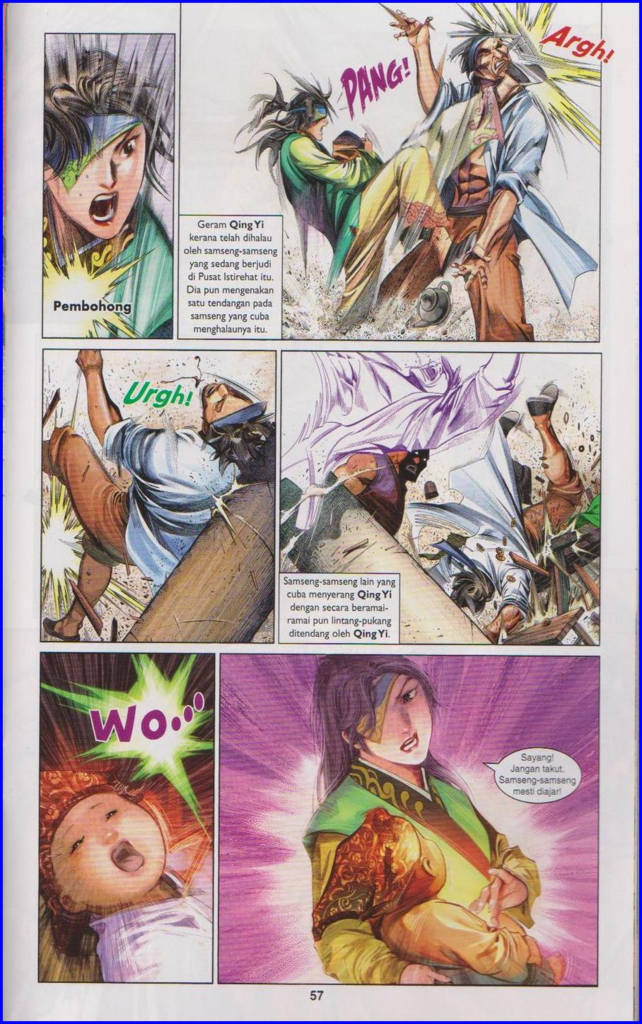 Pembohong
Geram Qing Yi
kerana telah dihalau
oleh samseng-samseng
yang sedang berjudi
di Pusat Istirehat itu.
Dia pun mengenakan
satu tendangan pada
samseng yang cuba
menghalaunya itu.
PANG!
Argh!
Urgh!
Samseng-samseng lain yang
cuba menyerang Qing Yi
dengan secara beramai-
ramai pun lintang-pukang
ditendang oleh Qing Yi.
WO...
Sayang!
Jangan takut.
Samseng-samseng
mesti diajar!
57